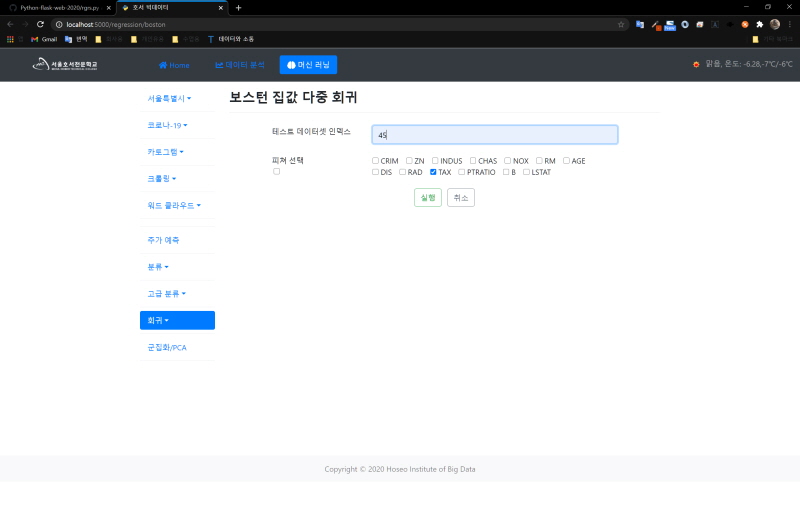 Python-flask-web-2020/rgrs.py
호서 빅데이터
localhost:5000/regression/boston
앱
Gmail
번역
데이터와 소통
서울호서전문학교
Home
데이터 분석
머신 러닝
맑음, 온도: -6.28,-7℃/-6℃
서울특별시
코로나-19
카토그램
크롤링
워드 클라우드
주가 예측
분류
고급 분류
회귀
군집화/PCA
보스턴 집값 다중 회귀
테스트 데이터셋 인덱스
45
피쳐 선택
CRIM ZN INDUS CHAS NOX RM AGE
DIS RAD TAX PTRATIO B LSTAT
실행 취소
Copyright © 2020 Hoseo Institute of Big Data